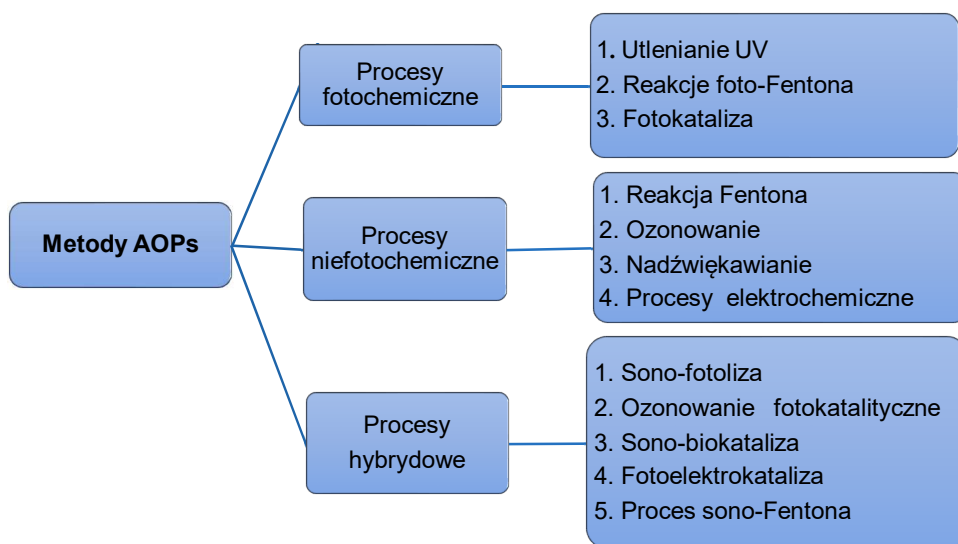 Metody AOPs
Procesy
fotochemiczne
1. Utlenianie UV
2. Reakcje foto-Fentona
3. Fotokataliza
Procesy
niefotochemiczne
1. Reakcja Fentona
2. Ozonowanie
3. Nadźwiękawianie
4. Procesy elektrochemiczne
Procesy
hybrydowe
1. Sono-fotoliza
2. Ozonowanie fotokatalityczne
3. Sono-biokataliza
4. Fotoelektrokataliza
5. Proces sono-Fentona